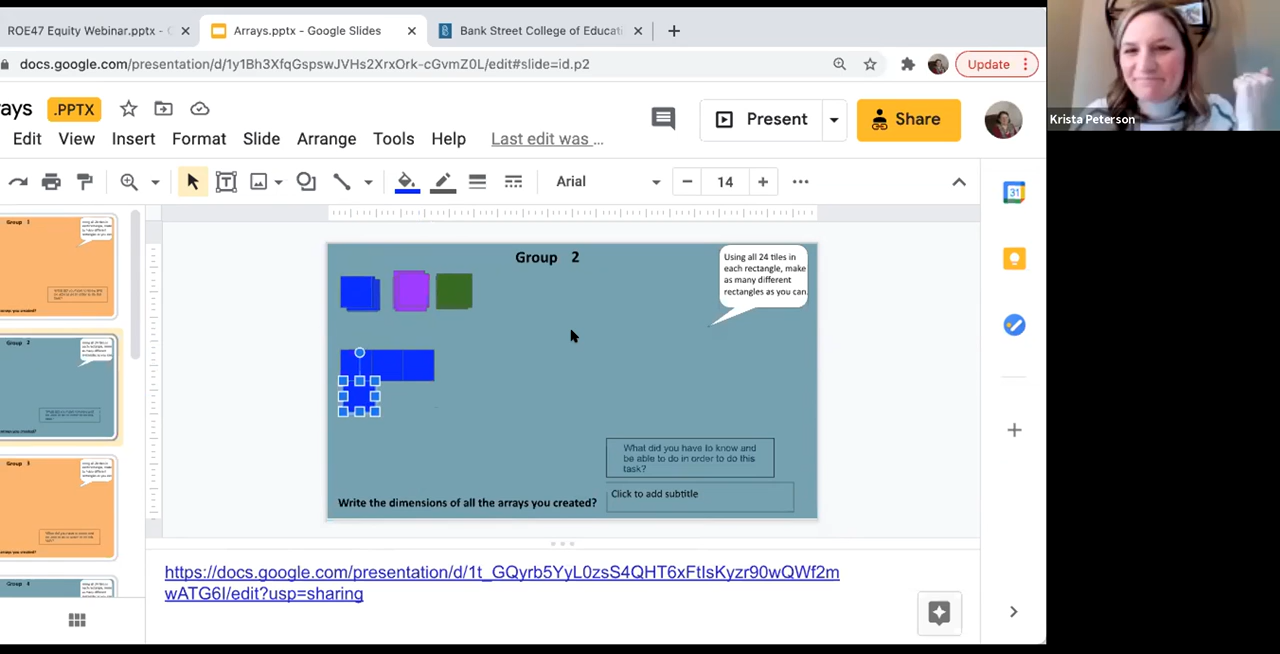 ROE47 Equity Webinar.pptx -
Arrays.pptx - Google Slides
Bank Street College of Educati
docs.google.com/presentation/d/1y1Bh3XfqGspswJVHs2XrxOrk-cGvmZ0L/edit#slide=id.p2
Update
rays
.PPTX
Present
Share
Edit
View
Insert
Format
Slide
Arrange
Tools
Help
Last edit was ...
Arial
14
31
Group 1
Group 2
Group 3
Group 4
Group 2
Using all 24 tiles in
each rectangle, make
as many different
rectangles as you can.
What did you have to know and
be able to do in order to do this
task?
Click to add subtitle
Write the dimensions of all the arrays you created?
https://docs.google.com/presentation/d/1t_GQyrb5YyL0zsS4QHT6xFtIsKyzr90wQWf2m
wATG6I/edit?usp=sharing
Krista Peterson